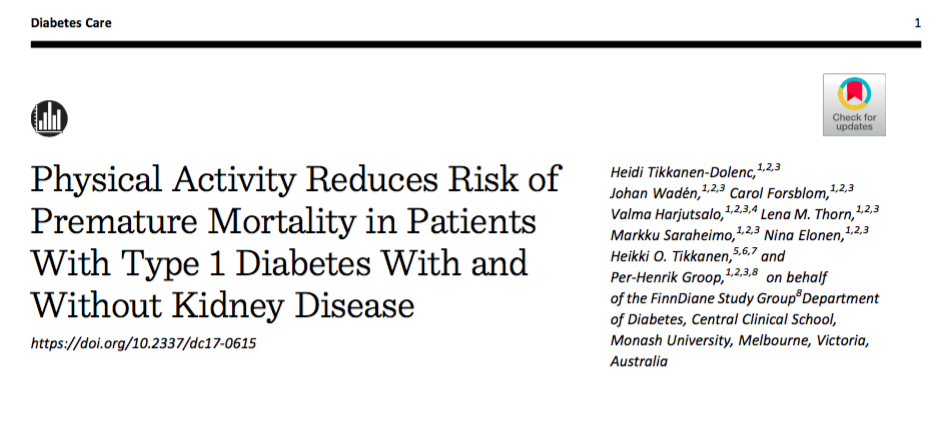 Diabetes Care
1
Check for
updates
Physical Activity Reduces Risk of
Premature Mortality in Patients
With Type 1 Diabetes With and
Without Kidney Disease
https://doi.org/10.2337/dc17-0615
Heidi Tikkanen-Dolenc,1,2,3
Johan Wadén,1,2,3 Carol Forsblom,1,2,3
Valma Harjutsalo,1,2,3,4 Lena M. Thorn,1,2,3
Markku Saraheimo,1,2,3 Nina Elonen,1,2,3
Heikki O. Tikkanen,5,6,7 and
Per-Henrik Groop,1,2,3,8 on behalf
of the FinnDiane Study Group8Department
of Diabetes, Central Clinical School,
Monash University, Melbourne, Victoria,
Australia